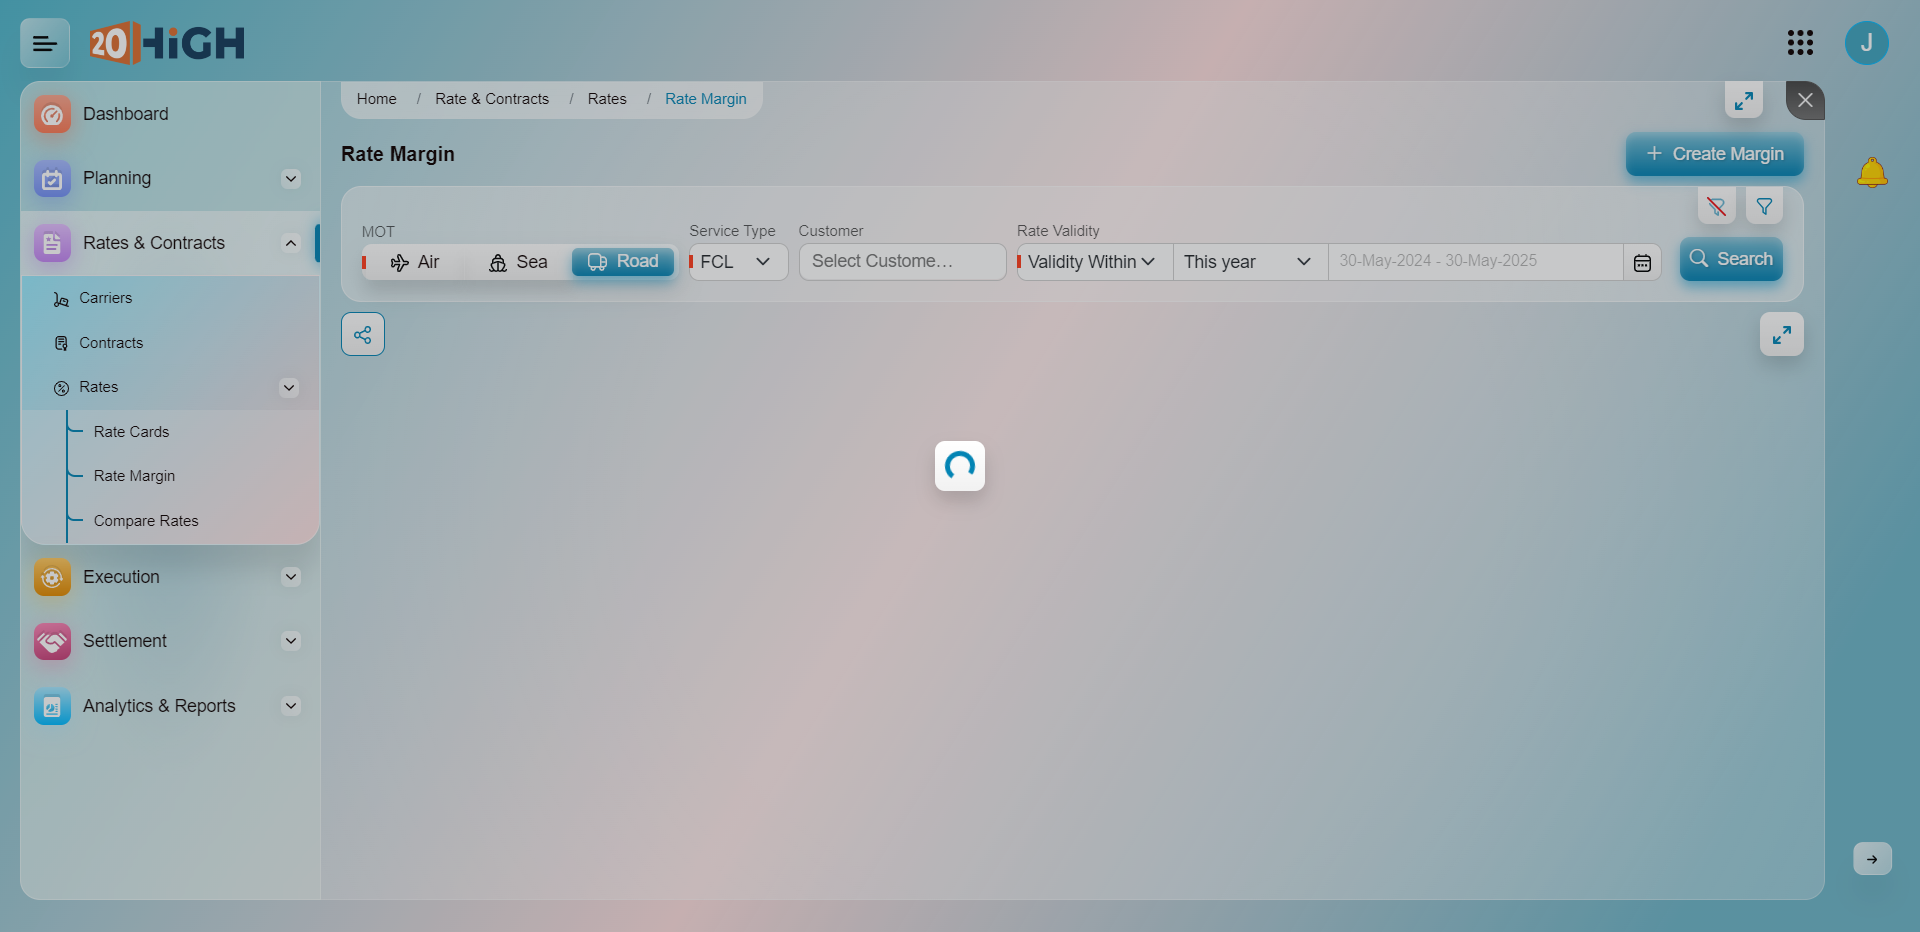 20HiGH
J
Dashboard
Planning
Rates & Contracts
Carriers
Contracts
Rates
Rate Cards
Rate Margin
Compare Rates
Execution
Settlement
Analytics & Reports
Home / Rate & Contracts / Rates / Rate Margin
Rate Margin
+ Create Margin
MOT
Air
Sea
Road
Service Type
FCL
Customer
Select Custome...
Rate Validity
Validity Within
This year
30-May-2024 - 30-May-2025
Search